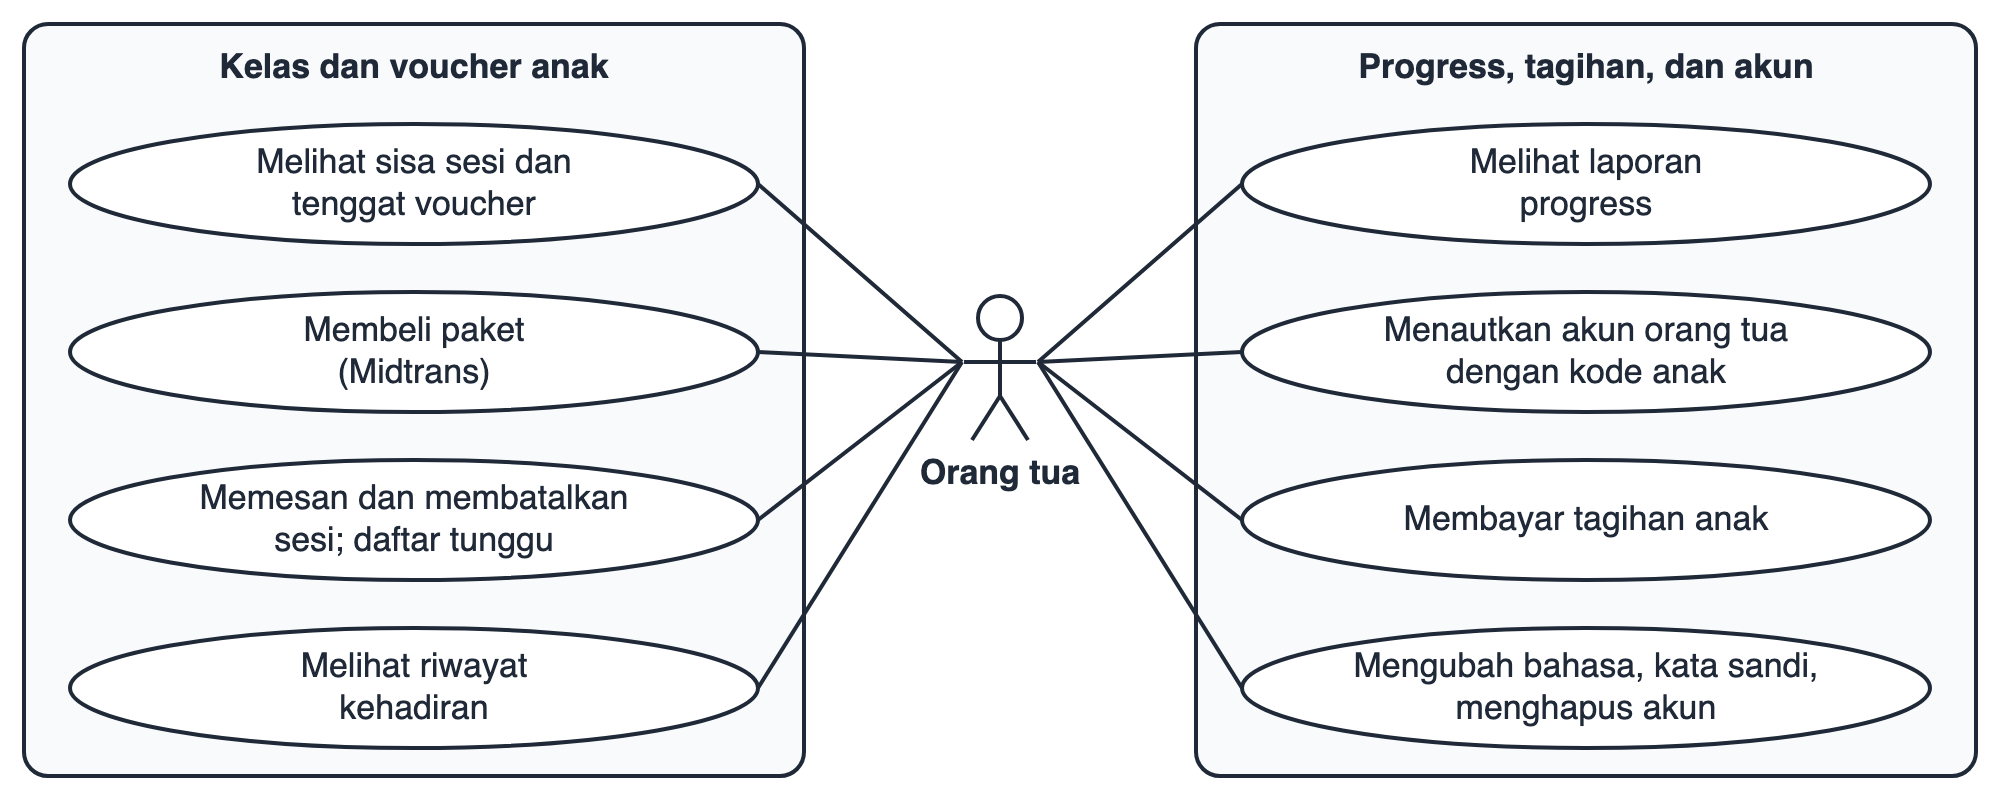 Kelas dan voucher anak
Melihat sisa sesi dan
tenggat voucher
Membeli paket
(Midtrans)
Memesan dan membatalkan
sesi; daftar tunggu
Melihat riwayat
kehadiran
Orang tua
Progress, tagihan, dan akun
Melihat laporan
progress
Menautkan akun orang tua
dengan kode anak
Membayar tagihan anak
Mengubah bahasa, kata sandi,
menghapus akun